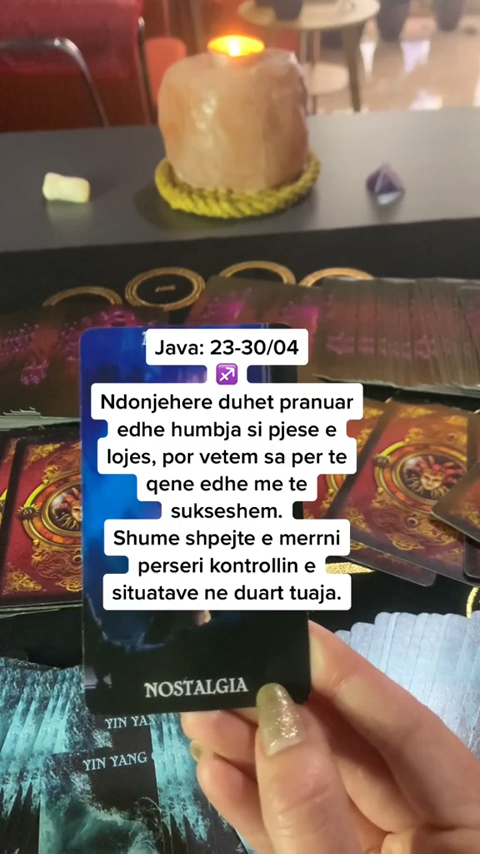 Java: 23-30/04
♐
Ndonjehere duhet pranuar
edhe humbja si pjese e
lojes, por vetem sa per te
qene edhe me te
sukseshem.
Shume shpejte e merrni
perseri kontrollin e
situatave ne duart tuaja.
NOSTALGIA
YIN YA
YIN YANG